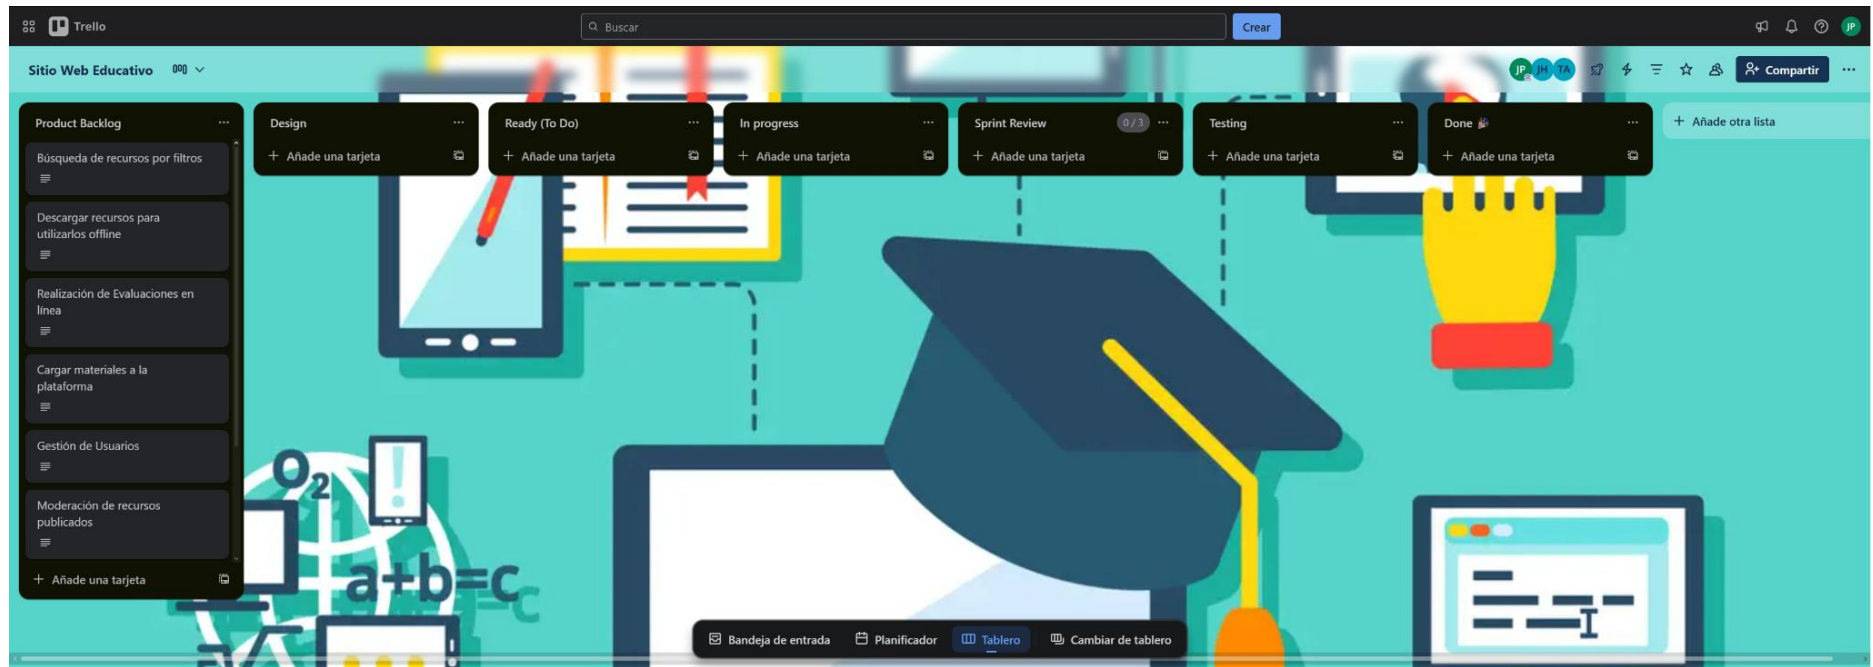 Trello
Buscar
Crear
JP
Sitio Web Educativo
JP JH TA
Compartir
Product Backlog
Búsqueda de recursos por filtros
Descargar recursos para
utilizarlos offline
Realización de Evaluaciones en
línea
Cargar materiales a la
plataforma
Gestión de Usuarios
Moderación de recursos
publicados
+ Añade una tarjeta
Design
+ Añade una tarjeta
Ready (To Do)
+ Añade una tarjeta
In progress
+ Añade una tarjeta
Sprint Review 0/3
+ Añade una tarjeta
Testing
+ Añade una tarjeta
Done 🎉
+ Añade una tarjeta
+ Añade otra lista
O₂
a+b=c
Bandeja de entrada
Planificador
Tablero
Cambiar de tablero